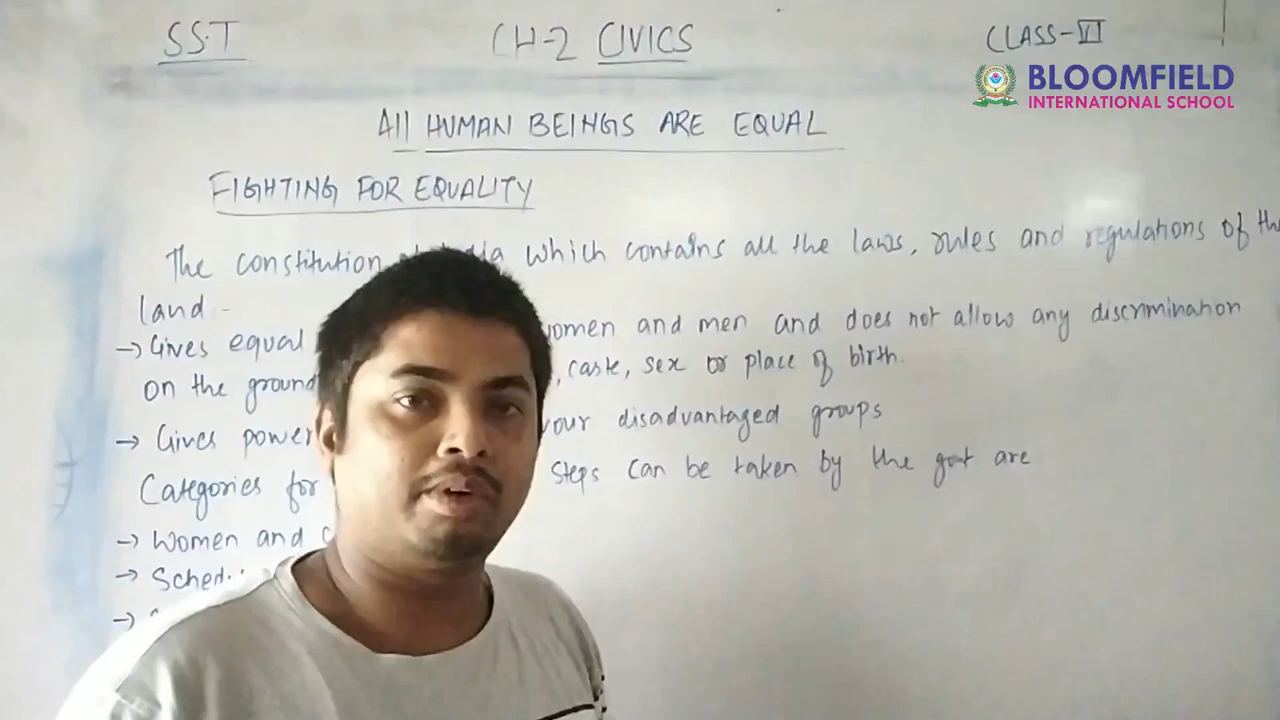 SST CH-2 CIVICS CLASS-VI
BLOOMFIELD
INTERNATIONAL SCHOOL
All HUMAN BEINGS ARE EQUAL
FIGHTING FOR EQUALITY
The constitution which contains all the laws, rules and regulations of the
land -
→ Gives equal women and men and does not allow any discrimination
on the ground , caste, sex or place of birth.
→ Gives power disadvantaged groups
Categories for steps can be taken by the govt are
→ Women and
→ Sched
→